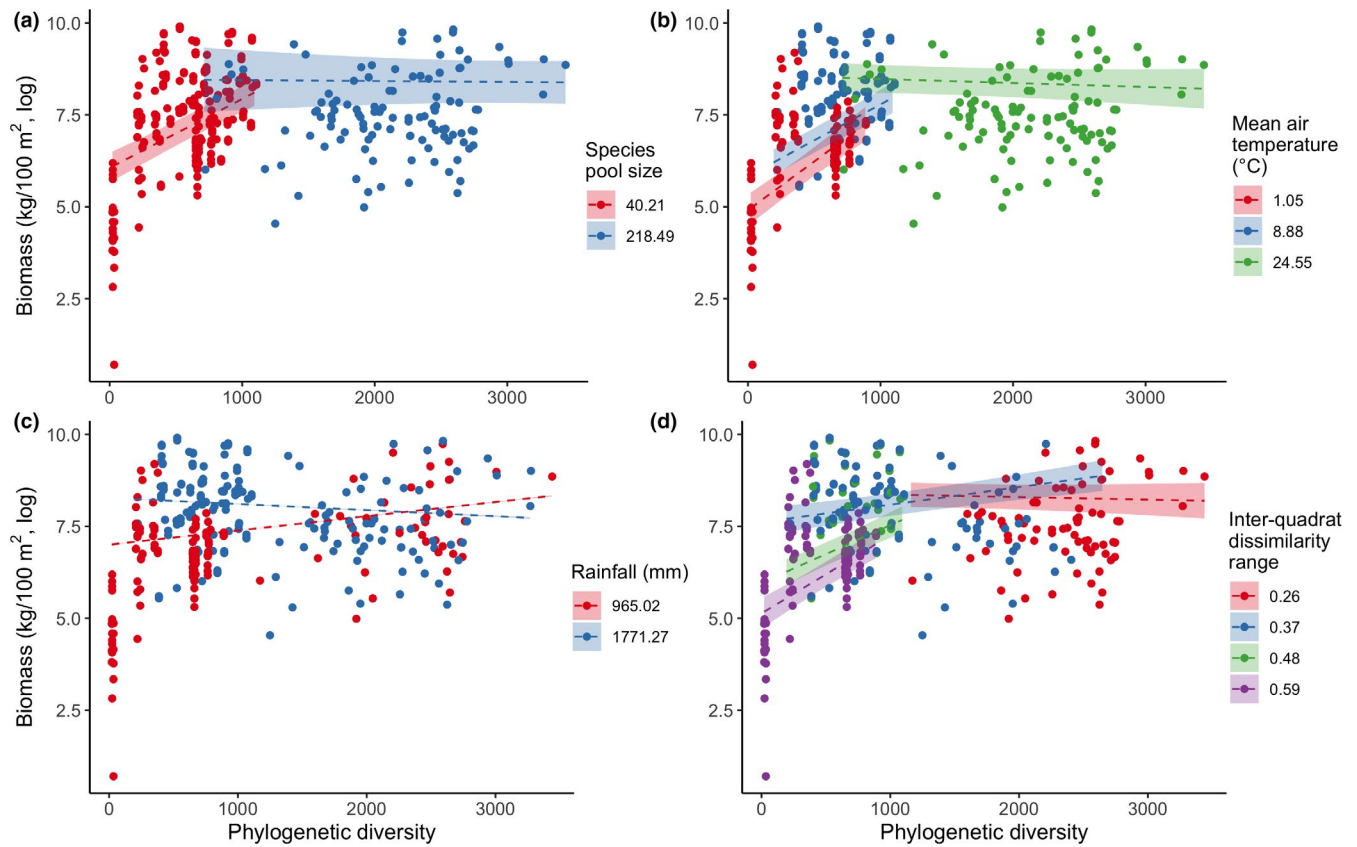 (a)
10.0
7.5
5.0
2.5
Biomass (kg/100 m², log)
0
1000
2000
3000
Species
pool size
40.21
218.49
(b)
10.0
7.5
5.0
2.5
0
1000
2000
3000
Mean air
temperature
(°C)
1.05
8.88
24.55
(c)
10.0
7.5
5.0
2.5
Biomass (kg/100 m², log)
0
1000
2000
3000
Phylogenetic diversity
Rainfall (mm)
965.02
1771.27
(d)
10.0
7.5
5.0
2.5
0
1000
2000
3000
Phylogenetic diversity
Inter-quadrat
dissimilarity
range
0.26
0.37
0.48
0.59